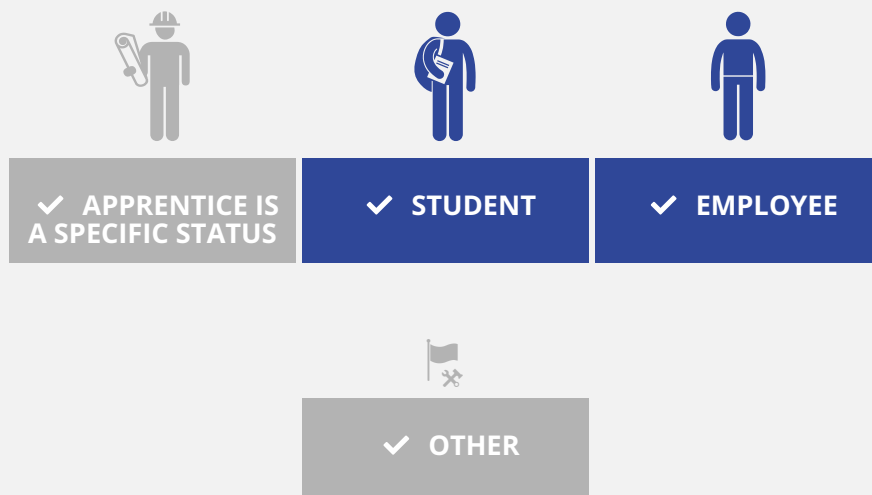 APPRENTICE IS
A SPECIFIC STATUS
STUDENT
EMPLOYEE
OTHER